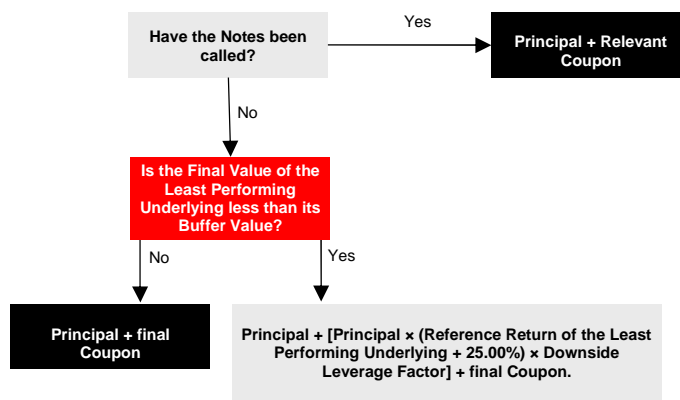 Have the Notes been
called?
Yes
Principal + Relevant
Coupon
No
Is the Final Value of the
Least Performing
Underlying less than its
Buffer Value?
No
Yes
Principal + final
Coupon
Principal + [Principal × (Reference Return of the Least
Performing Underlying + 25.00%) × Downside
Leverage Factor] + final Coupon.